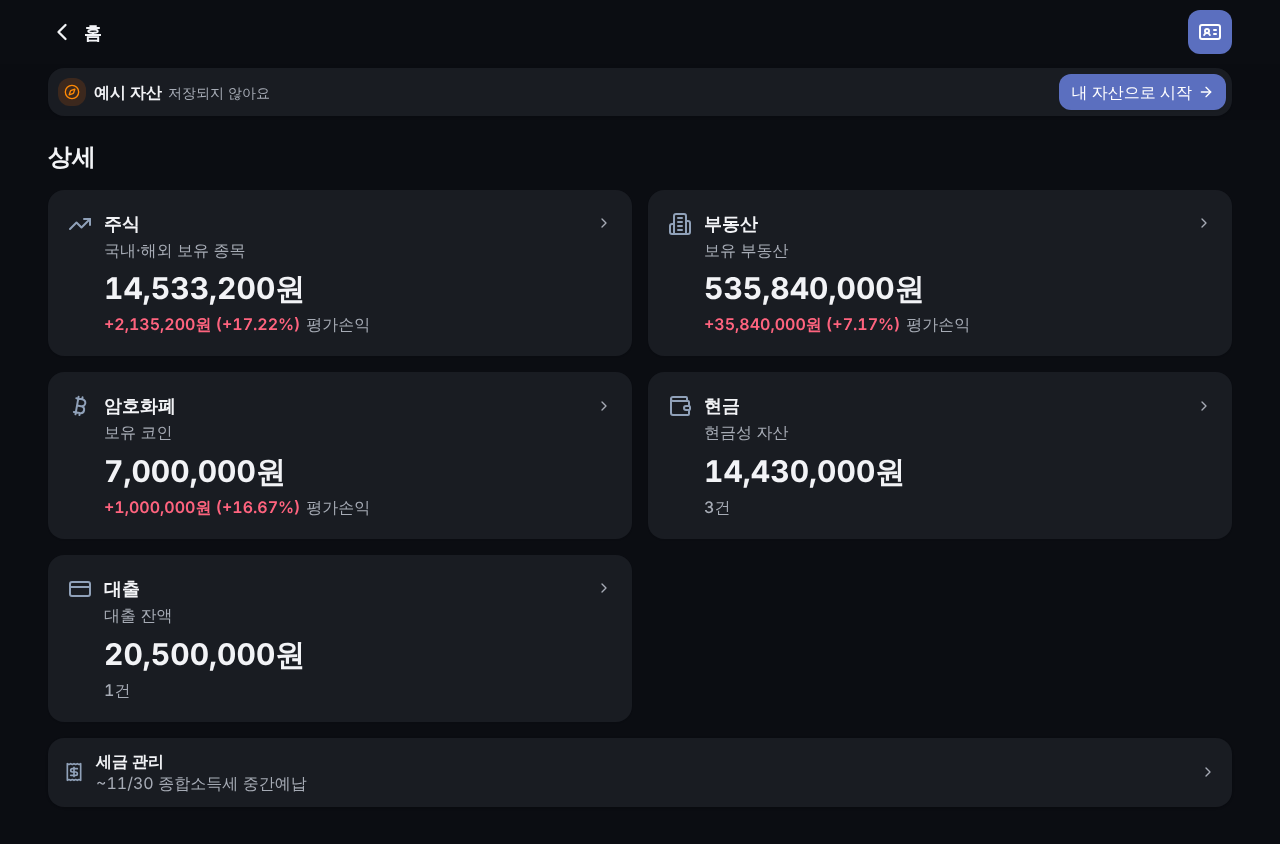 홈
예시 자산 저장되지 않아요
내 자산으로 시작
상세
주식
국내·해외 보유 종목
14,533,200원
+2,135,200원 (+17.22%) 평가손익
부동산
보유 부동산
535,840,000원
+35,840,000원 (+7.17%) 평가손익
암호화폐
보유 코인
7,000,000원
+1,000,000원 (+16.67%) 평가손익
현금
현금성 자산
14,430,000원
3건
대출
대출 잔액
20,500,000원
1건
세금 관리
~11/30 종합소득세 중간예납